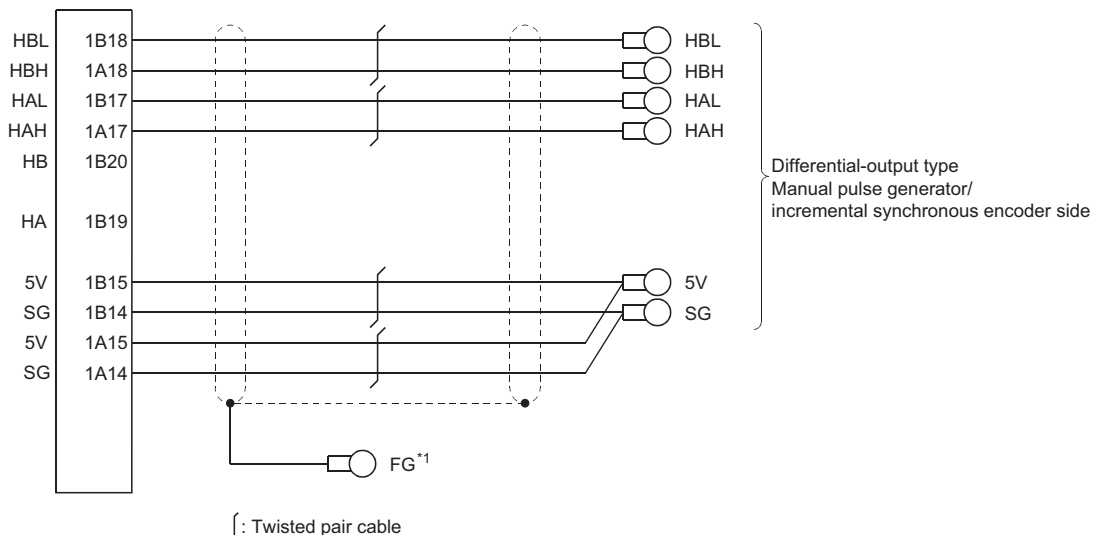 HBL 1B18 HBL
HBH 1A18 HBH
HAL 1B17 HAL
HAH 1A17 HAH
HB 1B20
Differential-output type
Manual pulse generator/
incremental synchronous encoder side
HA 1B19
5V 1B15 5V
SG 1B14 SG
5V 1A15
SG 1A14
FG*1
: Twisted pair cable